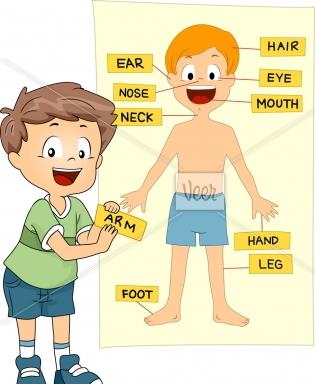 HAIR
EAR
EYE
NOSE
MOUTH
NECK
Veer
ARM
HAND
LEG
FOOT